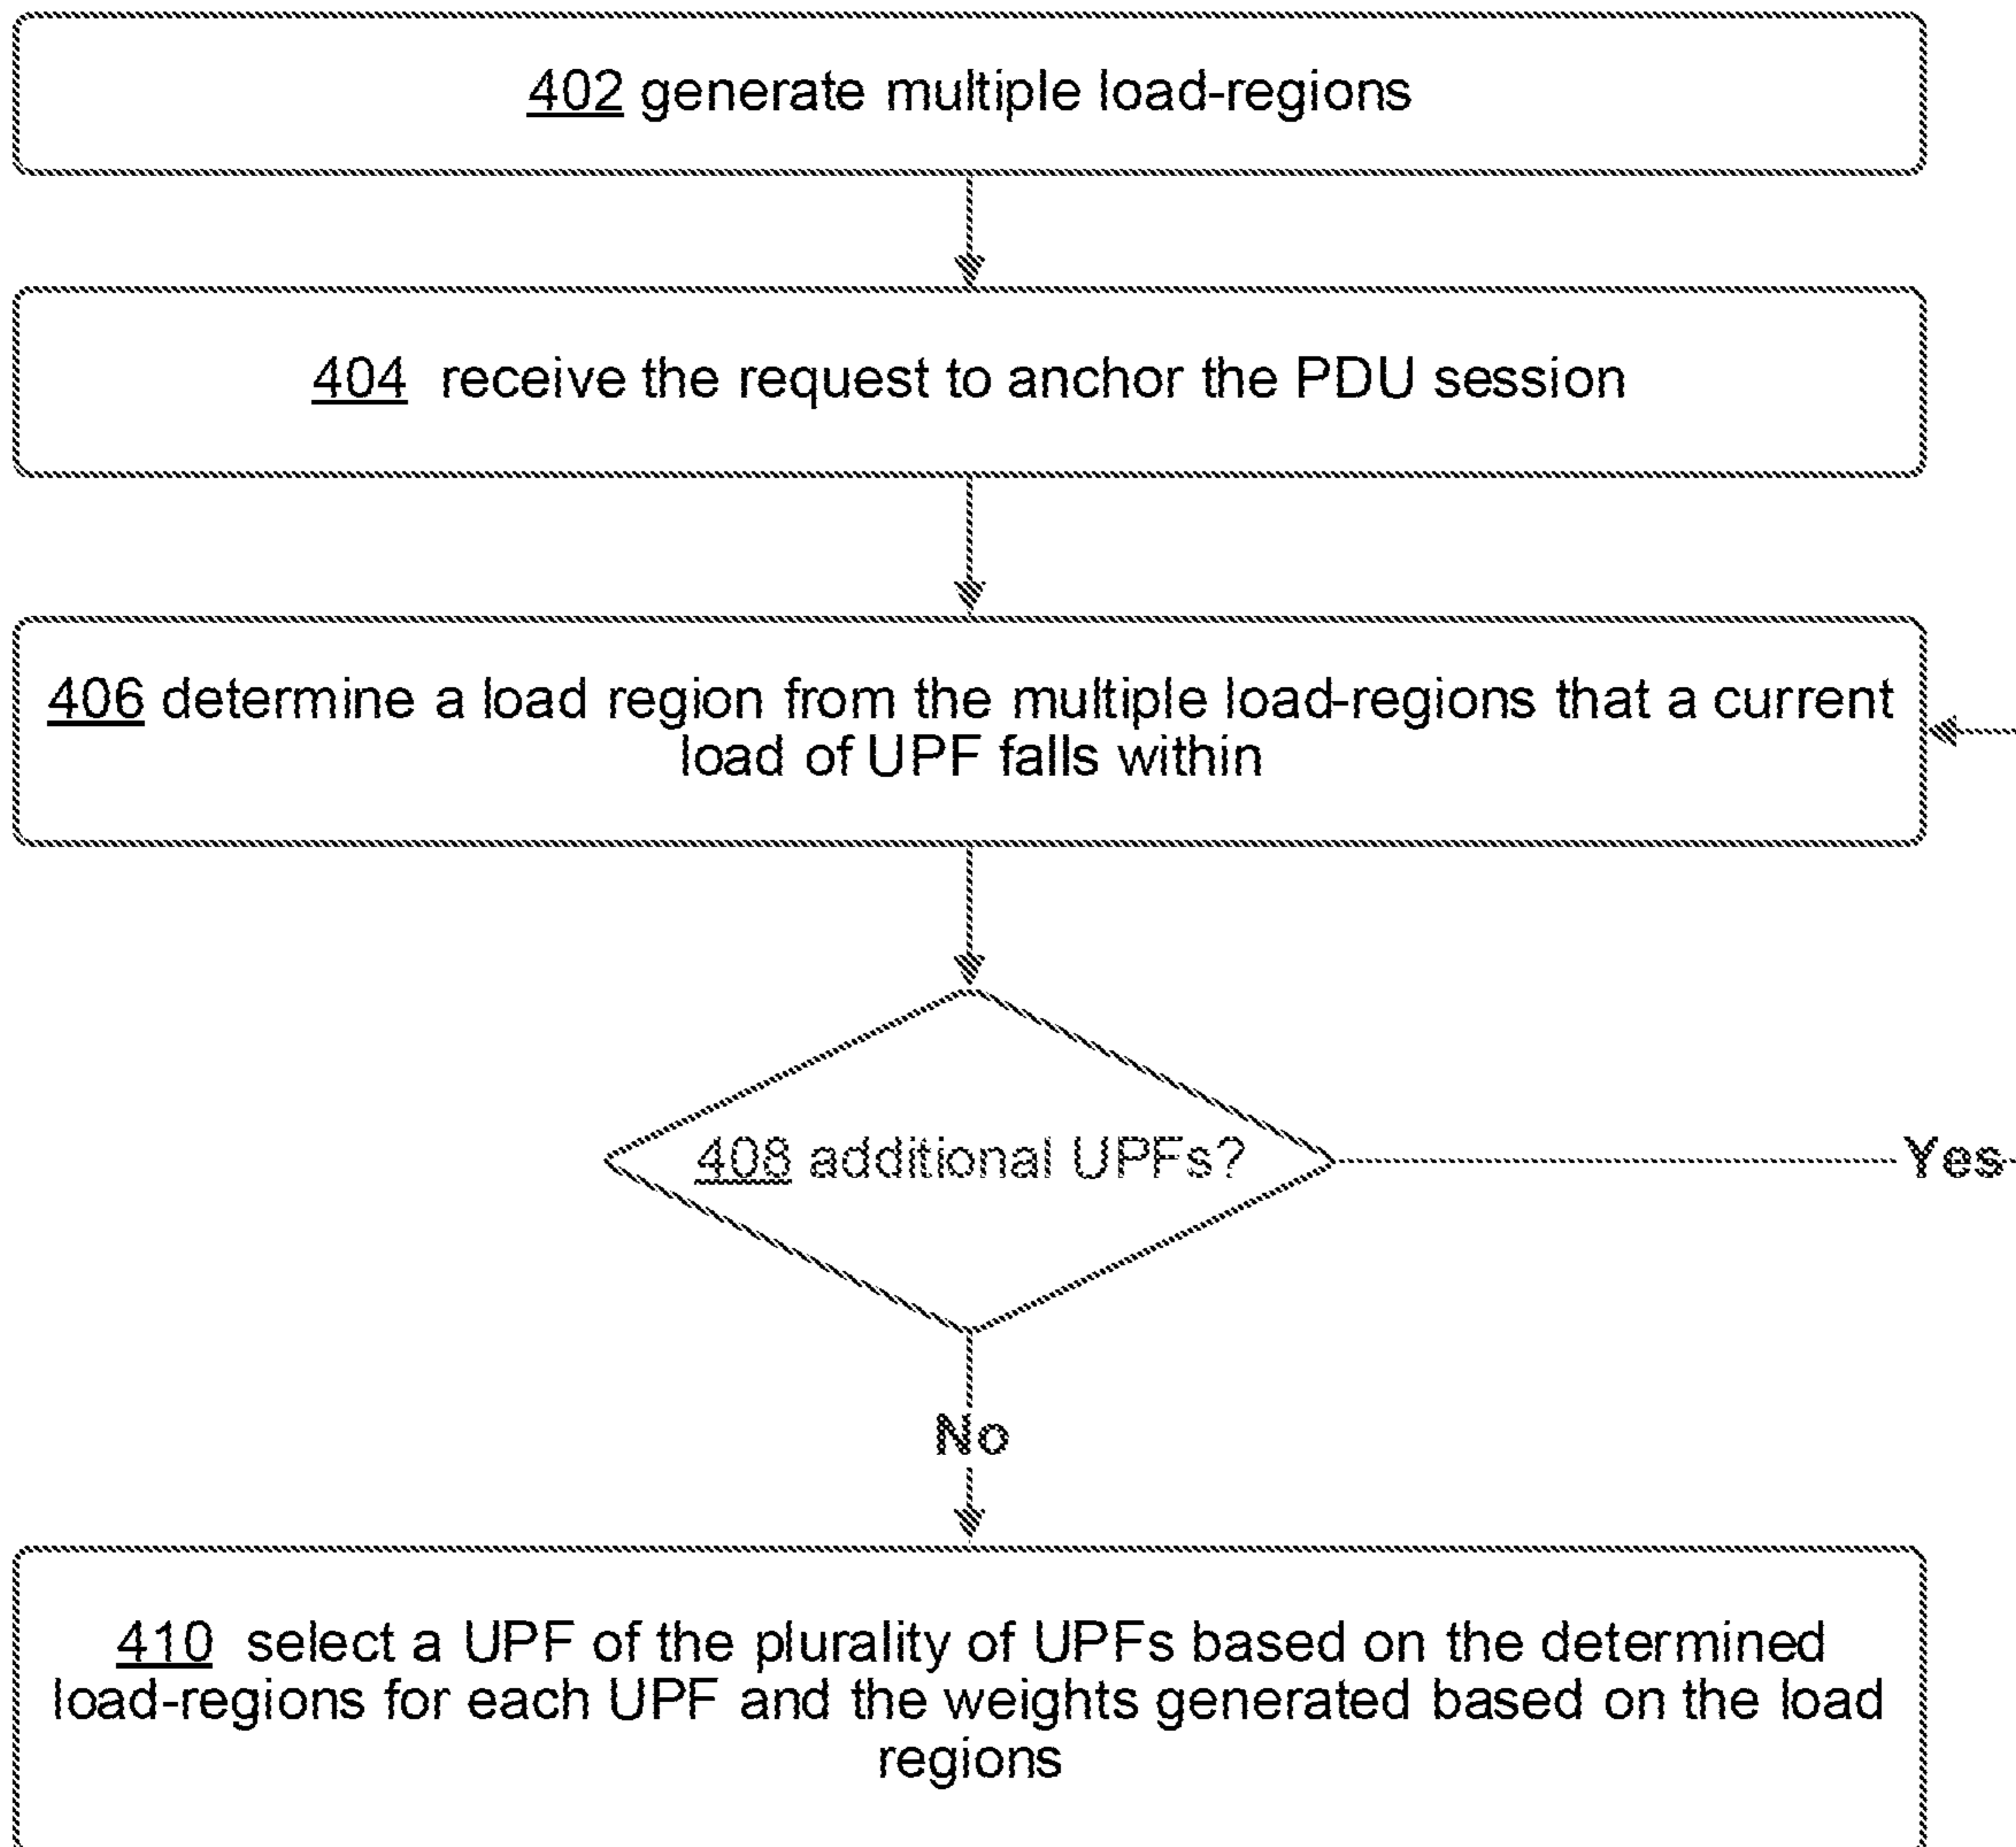 402 generate multiple load-regions
404 receive the request to anchor the PDU session
406 determine a load region from the multiple load-regions that a current
load of UPF falls within
408 additional UPFs?
Yes
No
410 select a UPF of the plurality of UPFs based on the determined
load-regions for each UPF and the weights generated based on the load
regions